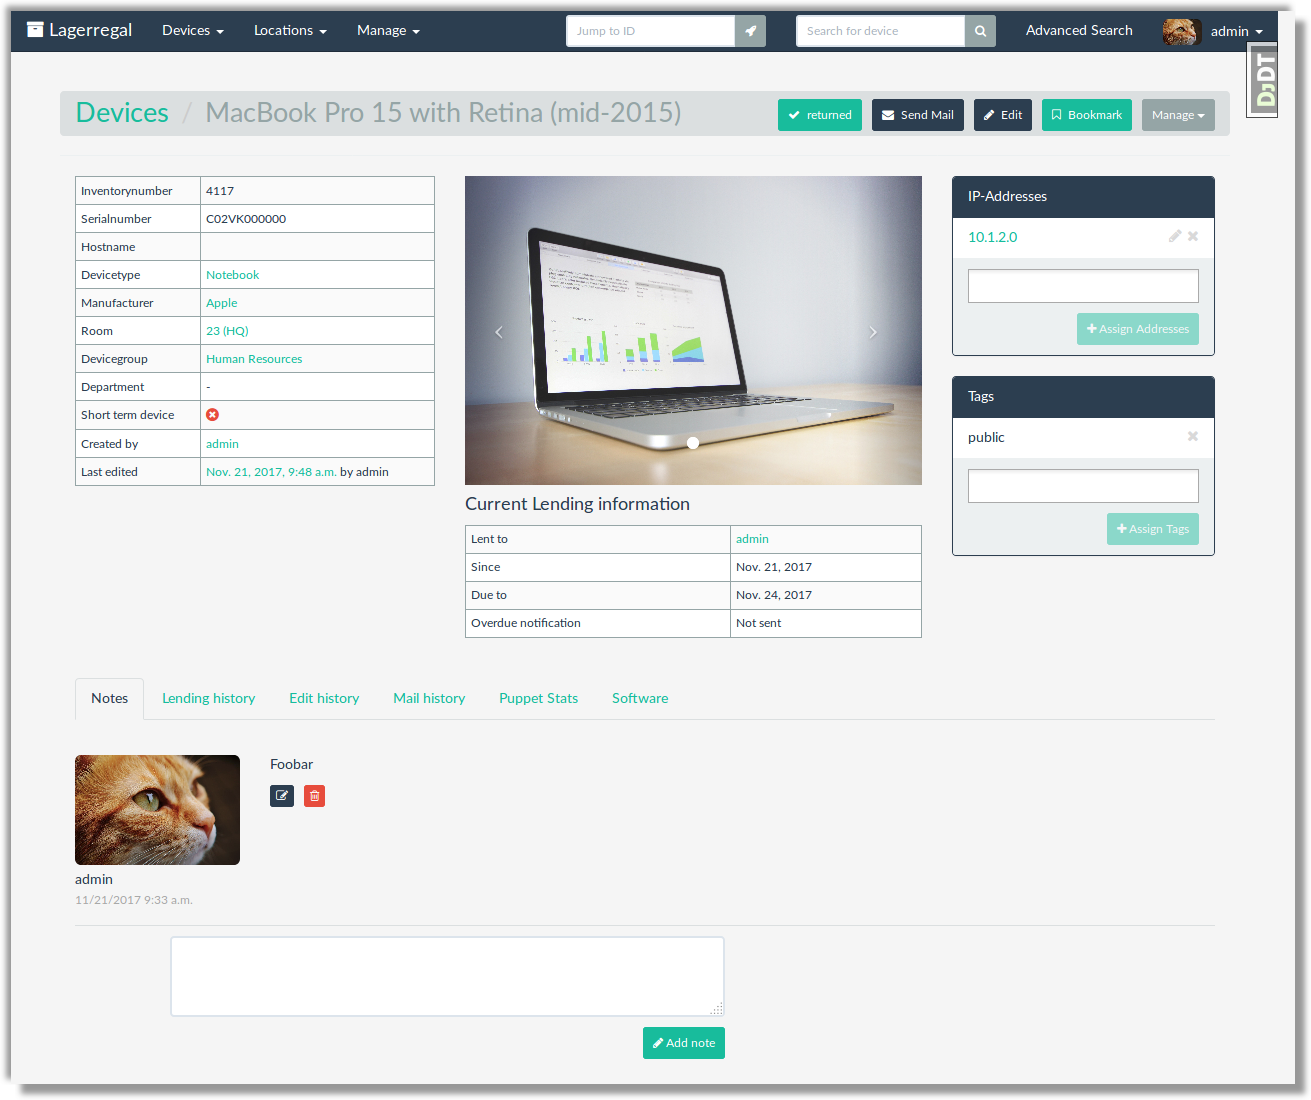 Lagerregal Devices Locations Manage Jump to ID Search for device Advanced Search admin
DjDT
Devices / MacBook Pro 15 with Retina (mid-2015) returned Send Mail Edit Bookmark Manage
Inventorynumber 4117
Serialnumber C02VK000000
Hostname
Devicetype Notebook
Manufacturer Apple
Room 23 (HQ)
Devicegroup Human Resources
Department -
Short term device
Created by admin
Last edited Nov. 21, 2017, 9:48 a.m. by admin
Current Lending information
Lent to admin
Since Nov. 21, 2017
Due to Nov. 24, 2017
Overdue notification Not sent
IP-Addresses
10.1.2.0
Assign Addresses
Tags
public
Assign Tags
Notes Lending history Edit history Mail history Puppet Stats Software
Foobar
admin
11/21/2017 9:33 a.m.
Add note